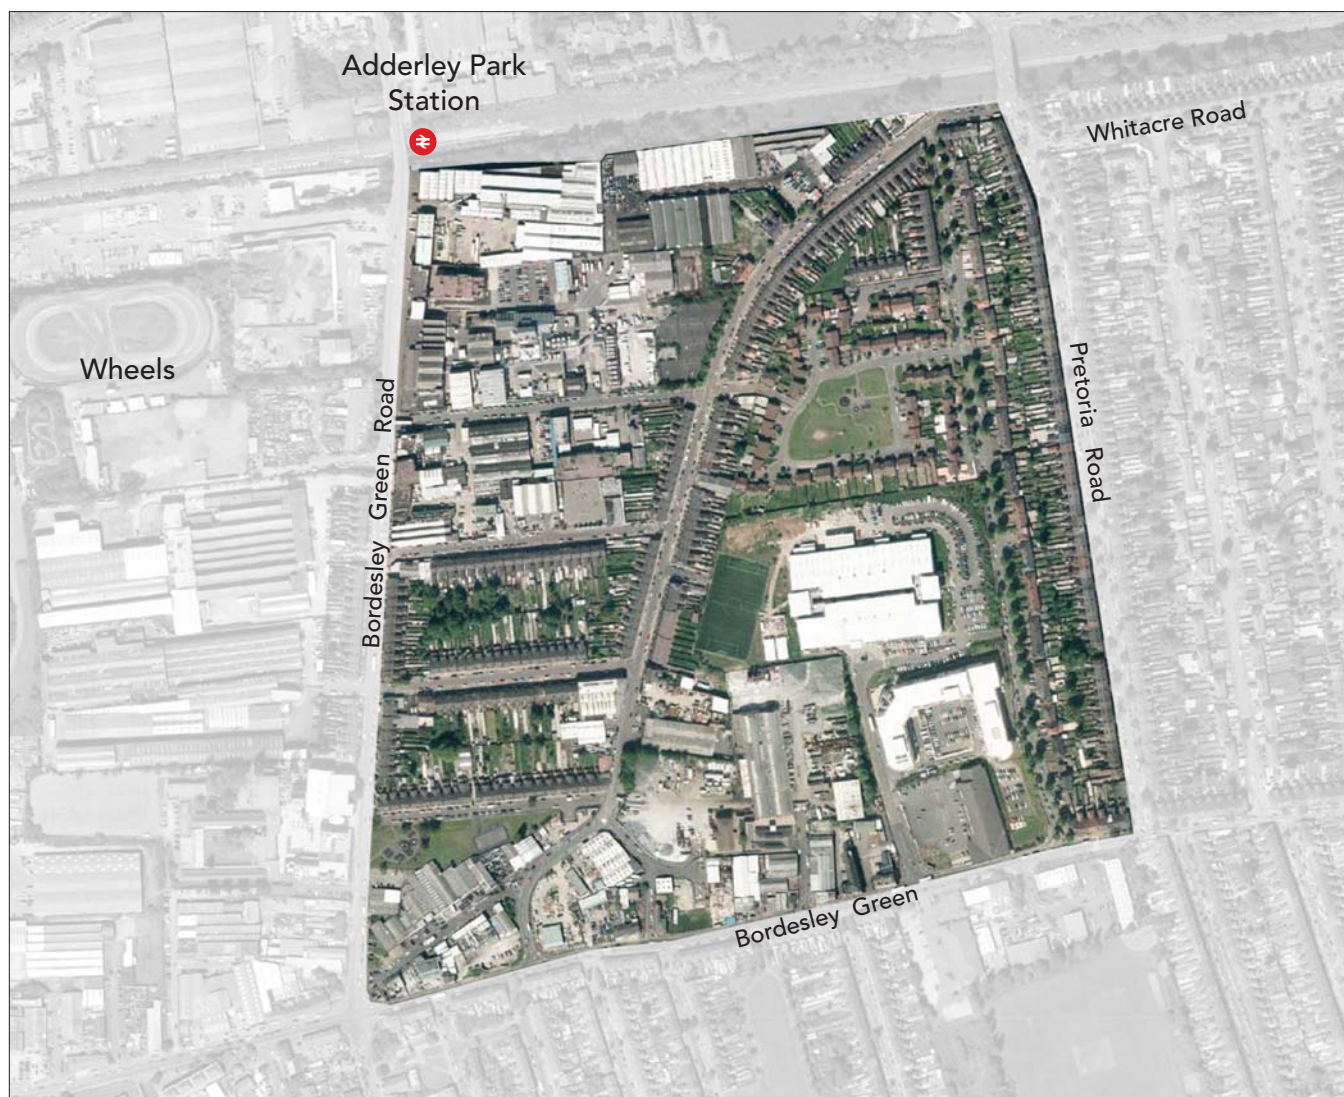 Adderley Park
Station
Whitacre Road
Wheels
Pretoria Road
Bordesley Green Road
Bordesley Green